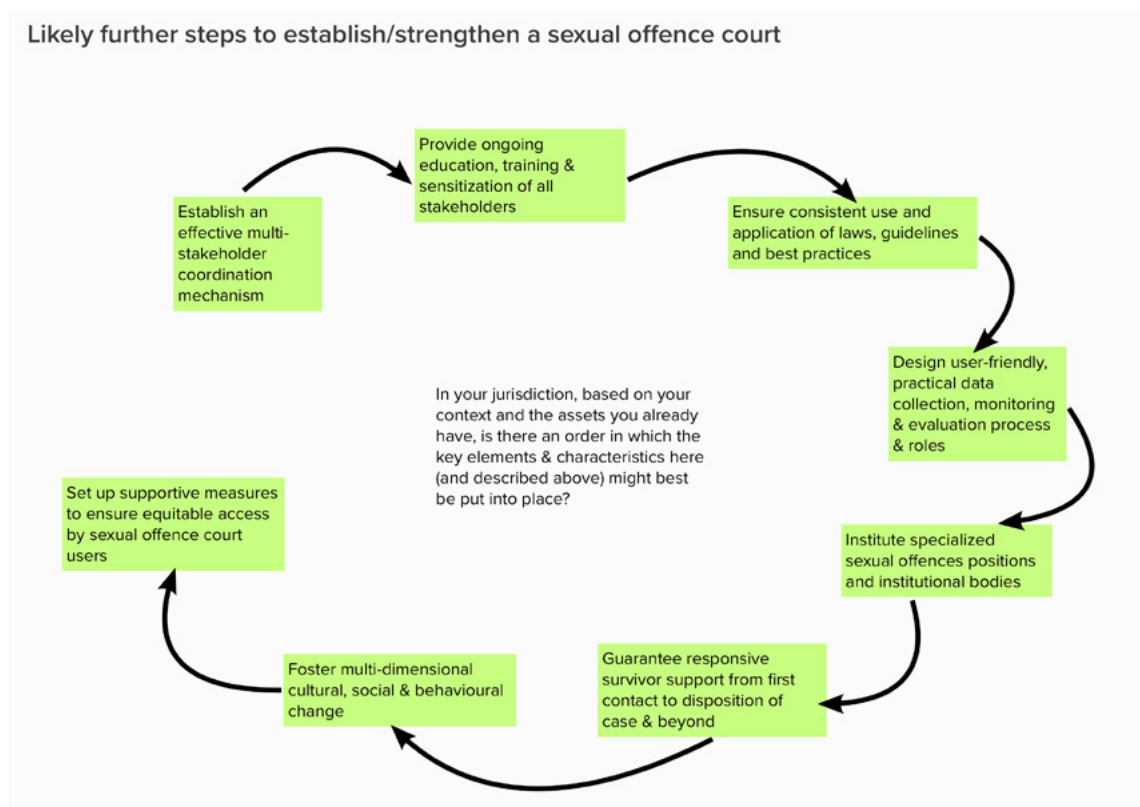 Likely further steps to establish/strengthen a sexual offence court
Establish an
effective multi-
stakeholder
coordination
mechanism
Provide ongoing
education, training &
sensitization of all
stakeholders
Ensure consistent use and
application of laws, guidelines
and best practices
Design user-friendly,
practical data
collection, monitoring
& evaluation process
& roles
Institute specialized
sexual offences positions
and institutional bodies
Guarantee responsive
survivor support from first
contact to disposition of
case & beyond
Foster multi-dimensional
cultural, social & behavioural
change
Set up supportive measures
to ensure equitable access
by sexual offence court
users
In your jurisdiction, based on your
context and the assets you already
have, is there an order in which the
key elements & characteristics here
(and described above) might best
be put into place?